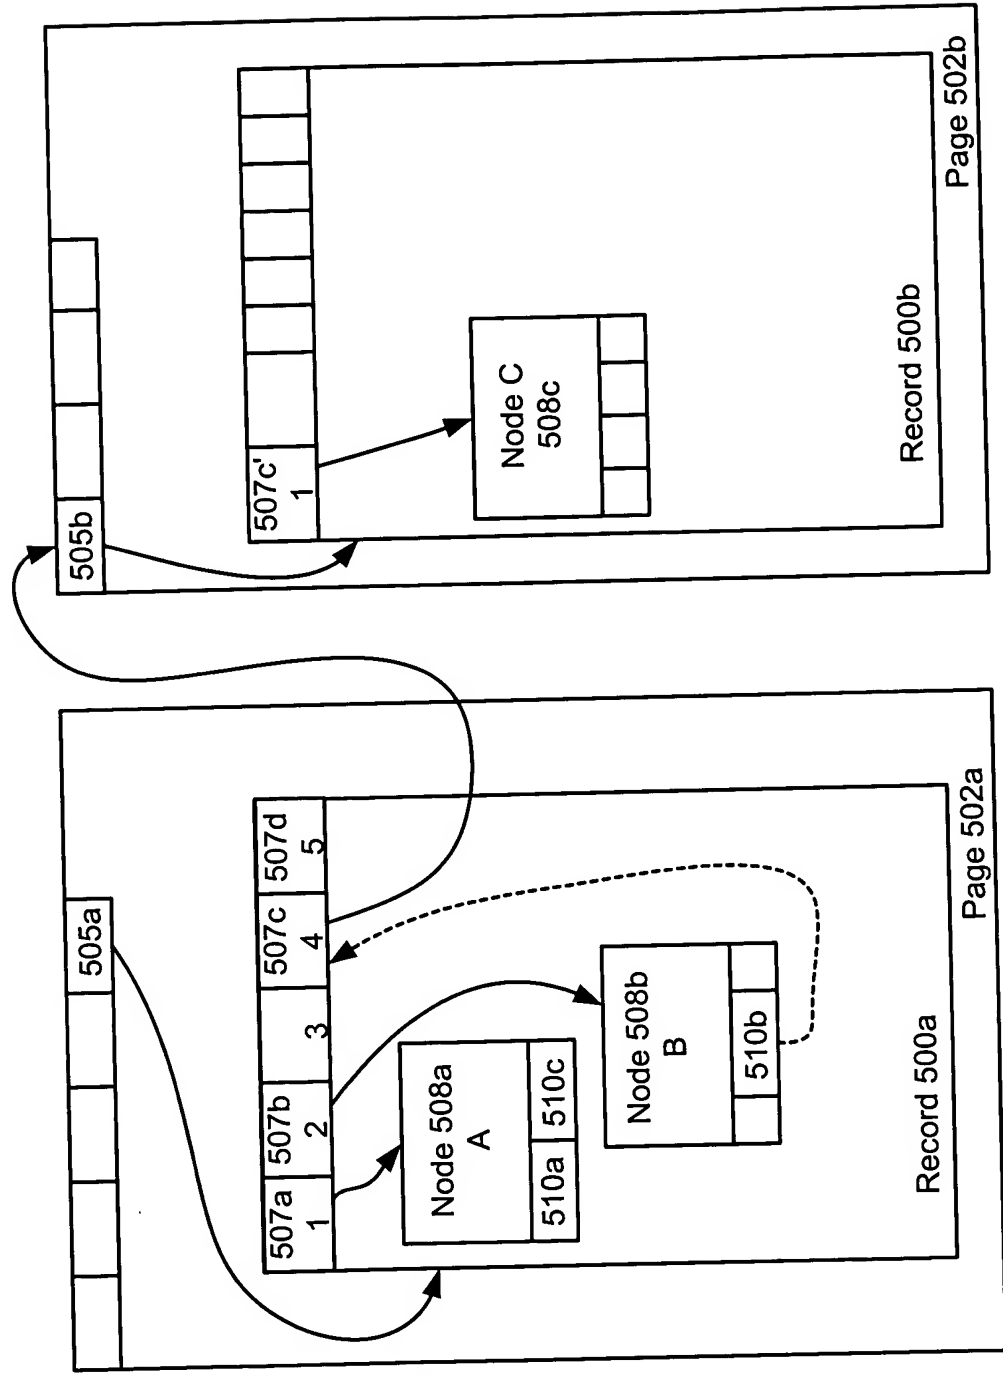 505a
507a
1
507b
2
3
507c
4
507d
5
Node 508a
A
510a
510c
Node 508b
B
510b
Record 500a
Page 502a
505b
507c'
1
Node C
508c
Record 500b
Page 502b